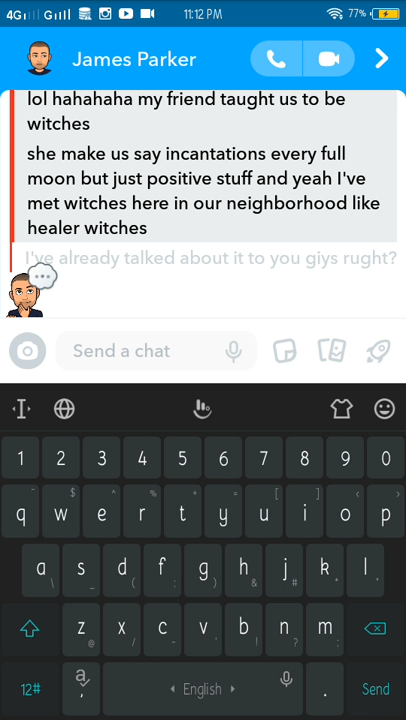 4G Gıll 11:12 PM 77%
James Parker
lol hahahaha my friend taught us to be
witches
she make us say incantations every full
moon but just positive stuff and yeah I've
met witches here in our neighborhood like
healer witches
I've already talked about it to you giys rught?
Send a chat
1 2 3 4 5 6 7 8 9 0
q w e r t y u i o p
a s d f g h j k l
z x c v b n m
12# a , English . Send